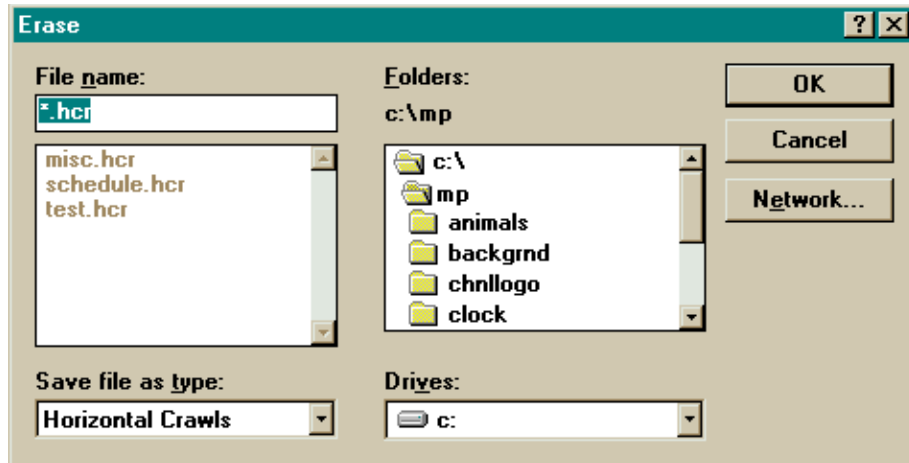 Erase
File name:
*.hcr
misc.hcr
schedule.hcr
test.hcr
Save file as type:
Horizontal Crawls
Folders:
c:\mp
c:\
mp
animals
backgrnd
chnllogo
clock
Drives:
c:
OK
Cancel
Network...